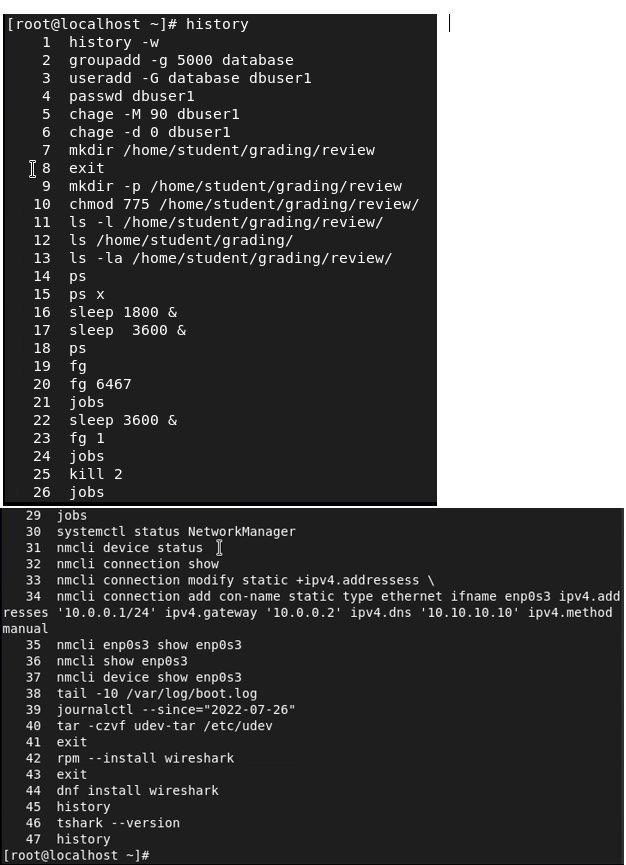 [root@localhost ~]# history
1 history -w
2 groupadd -g 5000 database
3 useradd -G database dbuser1
4 passwd dbuser1
5 chage -M 90 dbuser1
6 chage -d 0 dbuser1
7 mkdir /home/student/grading/review
8 exit
9 mkdir -p /home/student/grading/review
10 chmod 775 /home/student/grading/review/
11 ls -l /home/student/grading/review/
12 ls /home/student/grading/
13 ls -la /home/student/grading/review/
14 ps
15 ps x
16 sleep 1800 &
17 sleep  3600 &
18 ps
19 fg
20 fg 6467
21 jobs
22 sleep 3600 &
23 fg 1
24 jobs
25 kill 2
26 jobs
29 jobs
30 systemctl status NetworkManager
31 nmcli device status
32 nmcli connection show
33 nmcli connection modify static +ipv4.addressess \
34 nmcli connection add con-name static type ethernet ifname enp0s3 ipv4.add
resses '10.0.0.1/24' ipv4.gateway '10.0.0.2' ipv4.dns '10.10.10.10' ipv4.method
manual
35 nmcli enp0s3 show enp0s3
36 nmcli show enp0s3
37 nmcli device show enp0s3
38 tail -10 /var/log/boot.log
39 journalctl --since="2022-07-26"
40 tar -czvf udev-tar /etc/udev
41 exit
42 rpm --install wireshark
43 exit
44 dnf install wireshark
45 history
46 tshark --version
47 history
[root@localhost ~]#